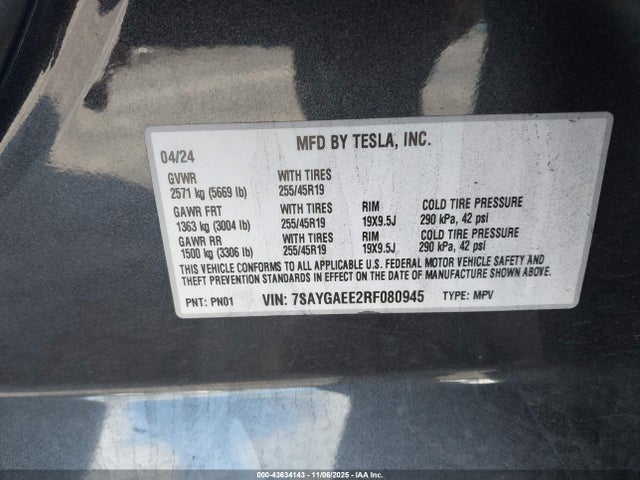 MFD BY TESLA, INC.
04/24
GVWR WITH TIRES
2571 kg (5669 lb) 255/45R19
GAWR FRT WITH TIRES RIM COLD TIRE PRESSURE
1363 kg (3004 lb) 255/45R19 19X9.5J 290 kPa, 42 psi
GAWR RR WITH TIRES RIM COLD TIRE PRESSURE
1500 kg (3306 lb) 255/45R19 19X9.5J 290 kPa, 42 psi
THIS VEHICLE CONFORMS TO ALL APPLICABLE U.S. FEDERAL MOTOR VEHICLE SAFETY AND
THEFT PREVENTION STANDARDS IN EFFECT ON THE DATE OF MANUFACTURE SHOWN ABOVE.
PNT: PN01 VIN: 7SAYGAEE2RF080945 TYPE: MPV
000-43634143 | 11/06/2025 | IAA Inc.